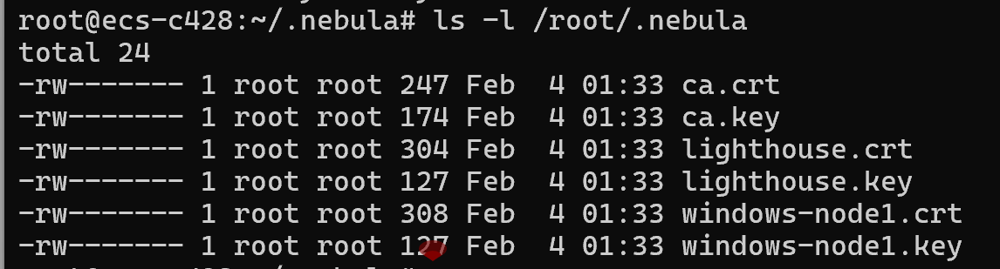 root@ecs-c428:~/.nebula# ls -l /root/.nebula
total 24
-rw------- 1 root root 247 Feb  4 01:33 ca.crt
-rw------- 1 root root 174 Feb  4 01:33 ca.key
-rw------- 1 root root 304 Feb  4 01:33 lighthouse.crt
-rw------- 1 root root 127 Feb  4 01:33 lighthouse.key
-rw------- 1 root root 308 Feb  4 01:33 windows-node1.crt
-rw------- 1 root root 127 Feb  4 01:33 windows-node1.key